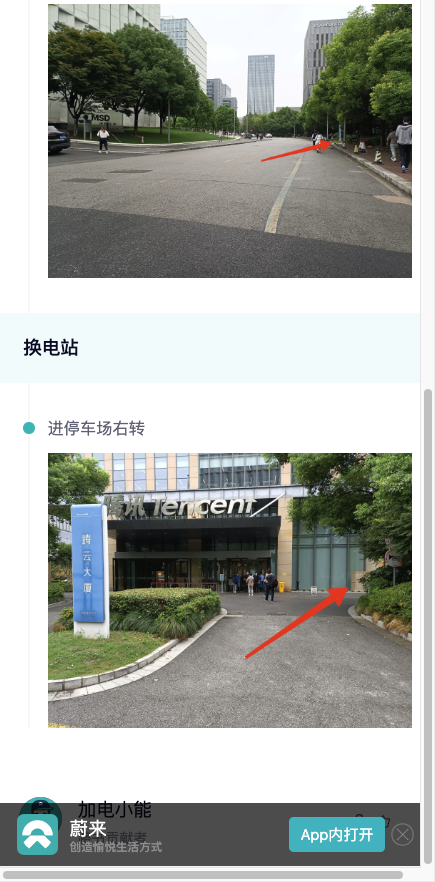 MSD
换电站
进停车场右转
腾讯 Tencent
腾云大厦
加电小能
蔚来
创造愉悦生活方式
App内打开